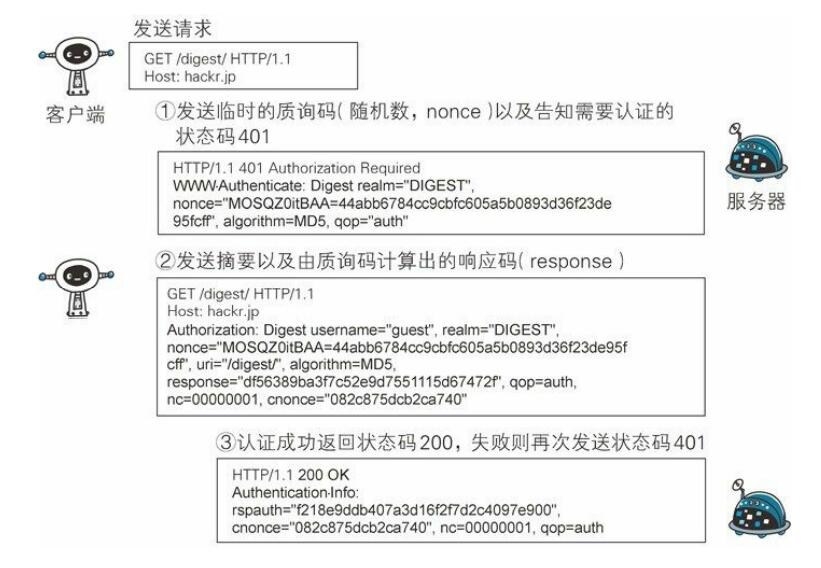 发送请求
GET /digest/ HTTP/1.1
Host: hackr.jp
客户端
①发送临时的质询码(随机数，nonce)以及告知需要认证的
状态码401
HTTP/1.1 401 Authorization Required
WWW-Authenticate: Digest realm="DIGEST",
nonce="MOSQZ0itBAA=44abb6784cc9cbfc605a5b0893d36f23de
95fcff", algorithm=MD5, qop="auth"
服务器
②发送摘要以及由质询码计算出的响应码(response)
GET /digest/ HTTP/1.1
Host: hackr.jp
Authorization: Digest username="guest", realm="DIGEST",
nonce="MOSQZ0itBAA=44abb6784cc9cbfc605a5b0893d36f23de95f
cff", uri="/digest/", algorithm=MD5,
response="df56389ba3f7c52e9d7551115d67472f", qop=auth,
nc=00000001, cnonce="082c875dcb2ca740"
③认证成功返回状态码200，失败则再次发送状态码401
HTTP/1.1 200 OK
Authentication-Info:
rspauth="f218e9ddb407a3d16f2f7d2c4097e900",
cnonce="082c875dcb2ca740", nc=00000001, qop=auth